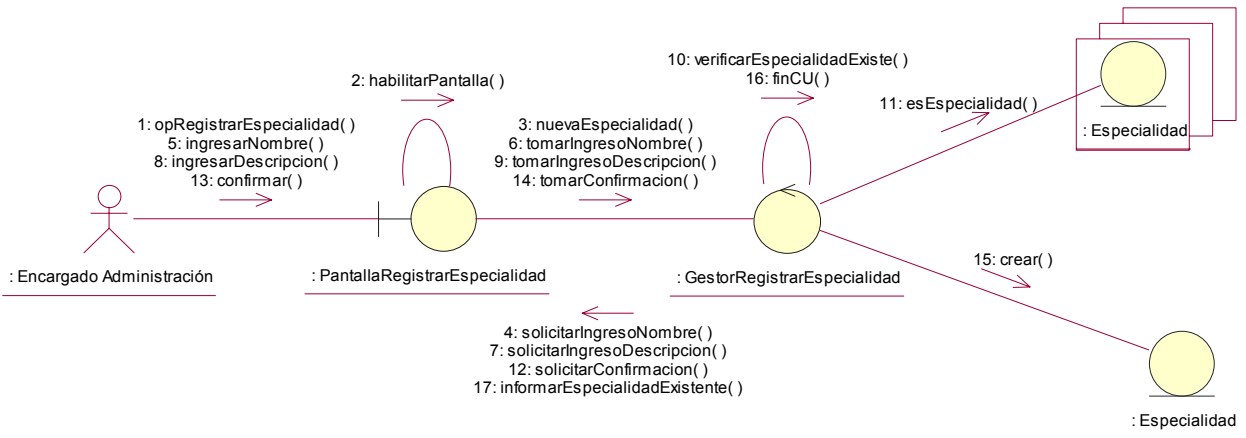 10: verificarEspecialidadExiste( )
16: finCU( )
2: habilitarPantalla( )
11: esEspecialidad( )
1: opRegistrarEspecialidad( )
5: ingresarNombre( )
8: ingresarDescripcion( )
13: confirmar( )
3: nuevaEspecialidad( )
6: tomarIngresoNombre( )
9: tomarIngresoDescripcion( )
14: tomarConfirmacion( )
: Especialidad
: Encargado Administración
: PantallaRegistrarEspecialidad
: GestorRegistrarEspecialidad
15: crear( )
4: solicitarIngresoNombre( )
7: solicitarIngresoDescripcion( )
12: solicitarConfirmacion( )
17: informarEspecialidadExistente( )
: Especialidad